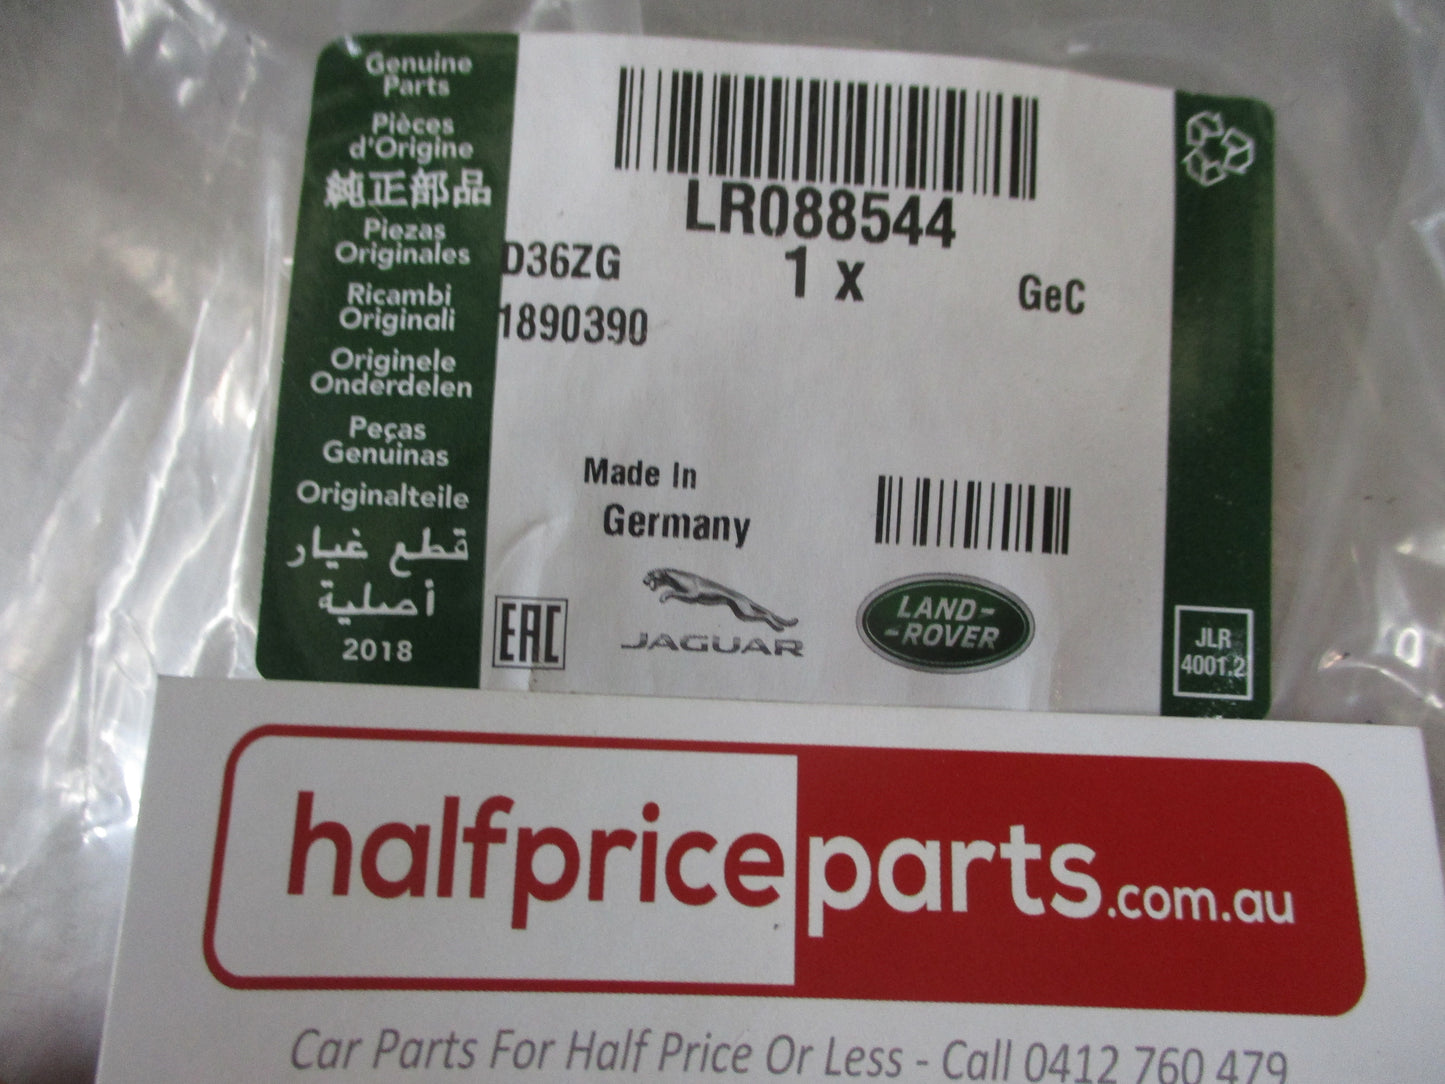 Genuine
Parts
Pièces
d'Origine
純正部品
Piezas
Originales
Ricambi
Originali
Originele
Onderdelen
Peças
Genuinas
Originalteile
قطع غيار
أصلية
2018
LR088544
D36ZG
1 x
GeC
1890390
Made In
Germany
EAC
JAGUAR
LAND-
-ROVER
JLR
4001.2
halfpriceparts.com.au
Car Parts For Half Price Or Less - Call 0412 760 479